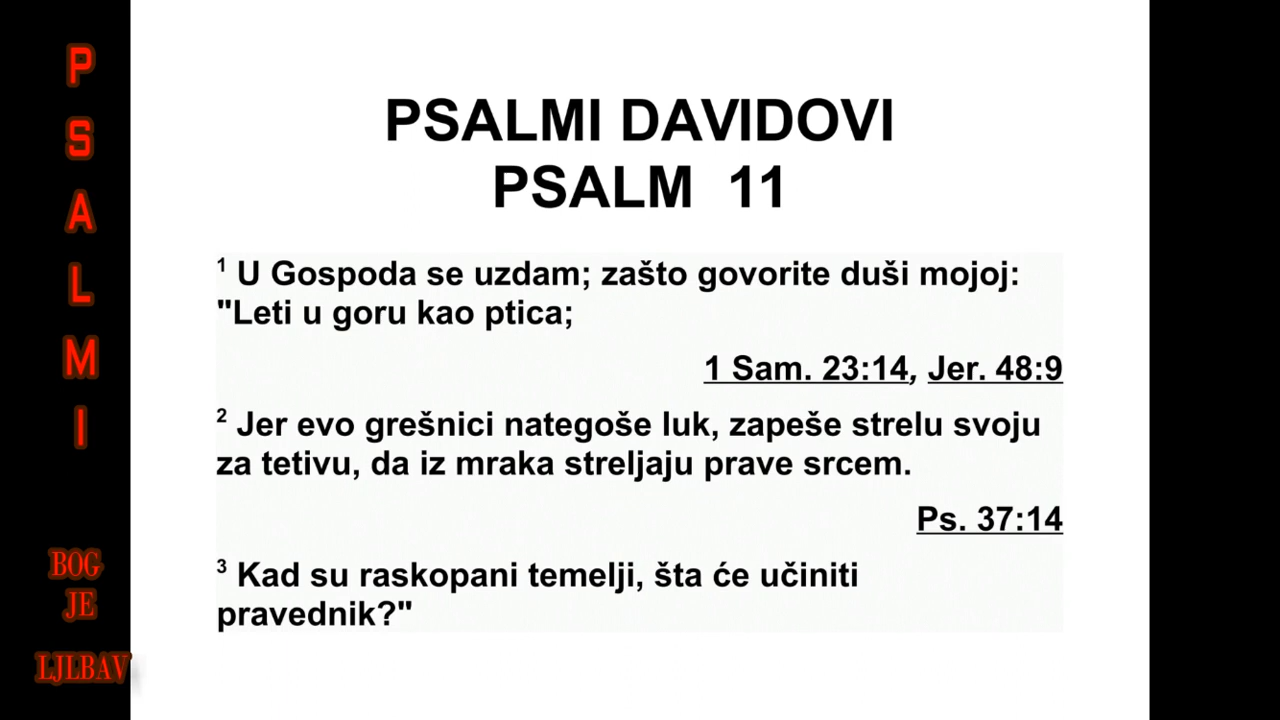 PSALMI
BOG
JE
LJLBAV
PSALMI DAVIDOVI
PSALM 11
1 U Gospoda se uzdam; zašto govorite duši mojoj:
"Leti u goru kao ptica;
1 Sam. 23:14, Jer. 48:9
2 Jer evo grešnici nategoše luk, zapeše strelu svoju
za tetivu, da iz mraka streljaju prave srcem.
Ps. 37:14
3 Kad su raskopani temelji, šta će učiniti
pravednik?"